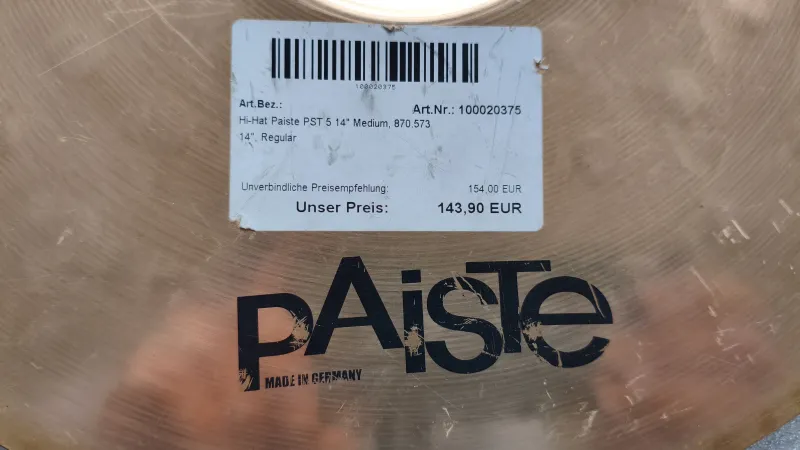 100020375
Art.Bez.:
Art.Nr.: 100020375
Hi-Hat Paiste PST 5 14" Medium, 870.573
14", Regular
Unverbindliche Preisempfehlung: 154,00 EUR
Unser Preis: 143,90 EUR
PAiSTe
MADE IN GERMANY